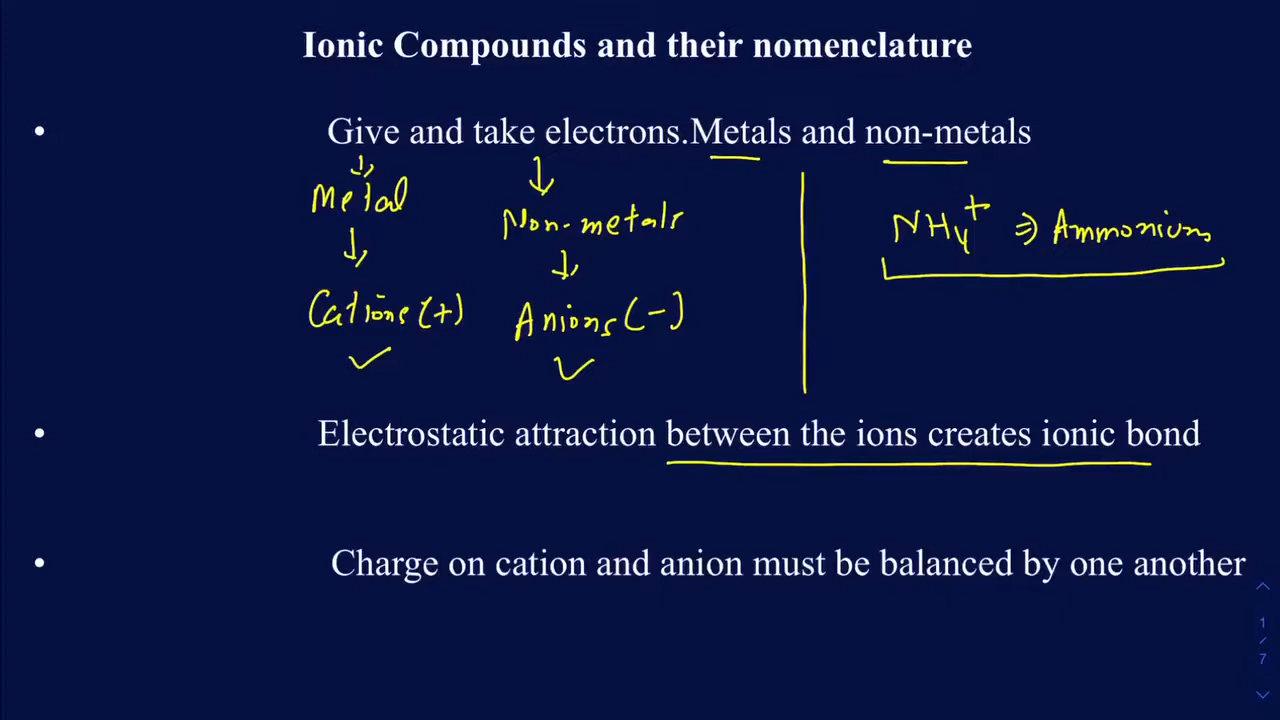 Ionic Compounds and their nomenclature
• Give and take electrons.Metals and non-metals
Metal
Non-metals
Cations (+)
Anions (-)
NH4+ ⇒ Ammonium
• Electrostatic attraction between the ions creates ionic bond
• Charge on cation and anion must be balanced by one another
1
/
7